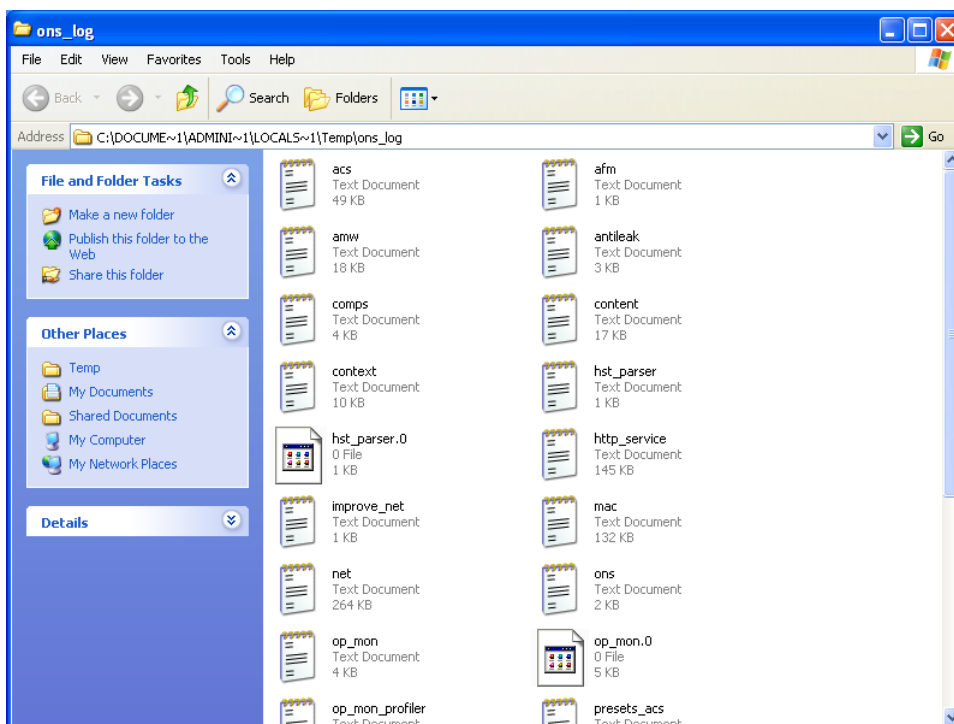 ons_log
File Edit View Favorites Tools Help
Back Search Folders
Address C:\DOCUME~1\ADMINI~1\LOCALS~1\Temp\ons_log Go
File and Folder Tasks
Make a new folder
Publish this folder to the
Web
Share this folder
Other Places
Temp
My Documents
Shared Documents
My Computer
My Network Places
Details
acs
Text Document
49 KB
afm
Text Document
1 KB
amw
Text Document
18 KB
antileak
Text Document
3 KB
comps
Text Document
4 KB
content
Text Document
17 KB
context
Text Document
10 KB
hst_parser
Text Document
1 KB
hst_parser.0
0 File
1 KB
http_service
Text Document
145 KB
improve_net
Text Document
1 KB
mac
Text Document
132 KB
net
Text Document
264 KB
ons
Text Document
2 KB
op_mon
Text Document
4 KB
op_mon.0
0 File
5 KB
op_mon_profiler
Text Document
presets_acs
Text Document